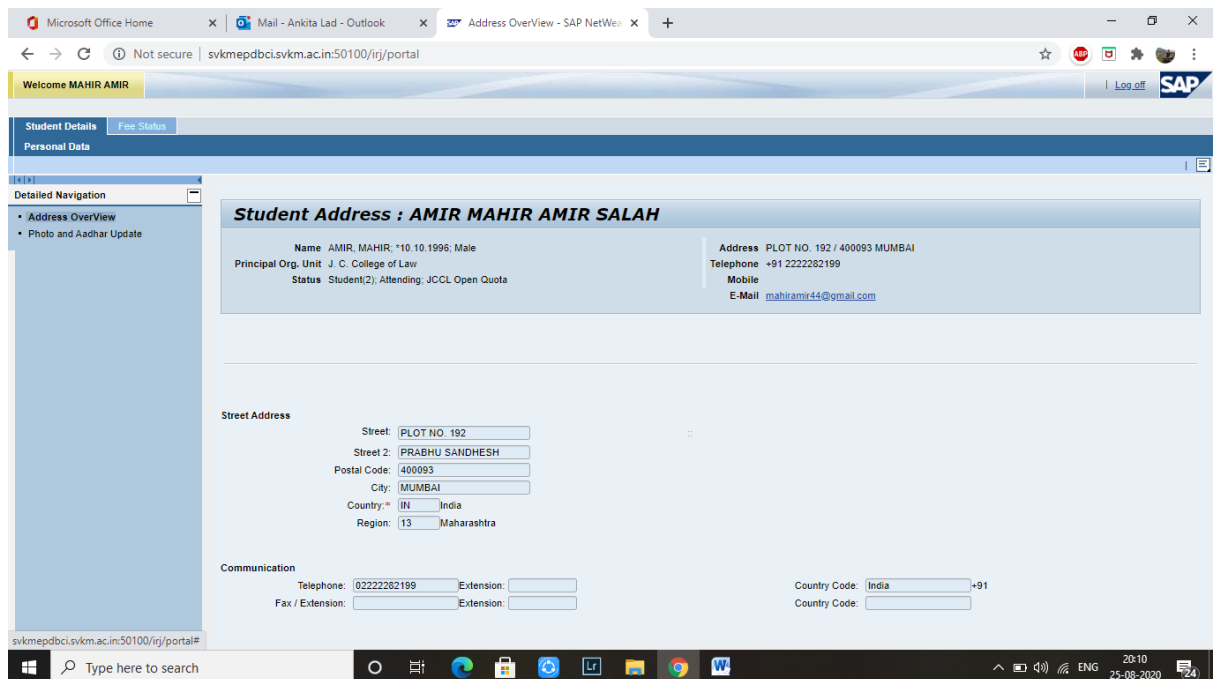 Microsoft Office Home
Mail - Ankita Lad - Outlook
Address OverView - SAP NetWea
Not secure | svkmepdbci.svkm.ac.in:50100/irj/portal
ABP
Welcome MAHIR AMIR
| Log off
SAP
Student Details
Fee Status
Personal Data
Detailed Navigation
• Address OverView
• Photo and Aadhar Update
Student Address : AMIR MAHIR AMIR SALAH
Name AMIR, MAHIR; *10.10.1996; Male
Address PLOT NO. 192 / 400093 MUMBAI
Principal Org. Unit J. C. College of Law
Telephone +91 2222282199
Status Student(2); Attending; JCCL Open Quota
Mobile
E-Mail mahiramir44@gmail.com
Street Address
Street: PLOT NO. 192
Street 2: PRABHU SANDHESH
Postal Code: 400093
City: MUMBAI
Country:* IN India
Region: 13 Maharashtra
Communication
Telephone: 02222282199 Extension: Country Code: India +91
Fax / Extension: Extension: Country Code:
svkmepdbci.svkm.ac.in:50100/irj/portal#
Type here to search
Lr
W
ENG
20:10
25-08-2020
24